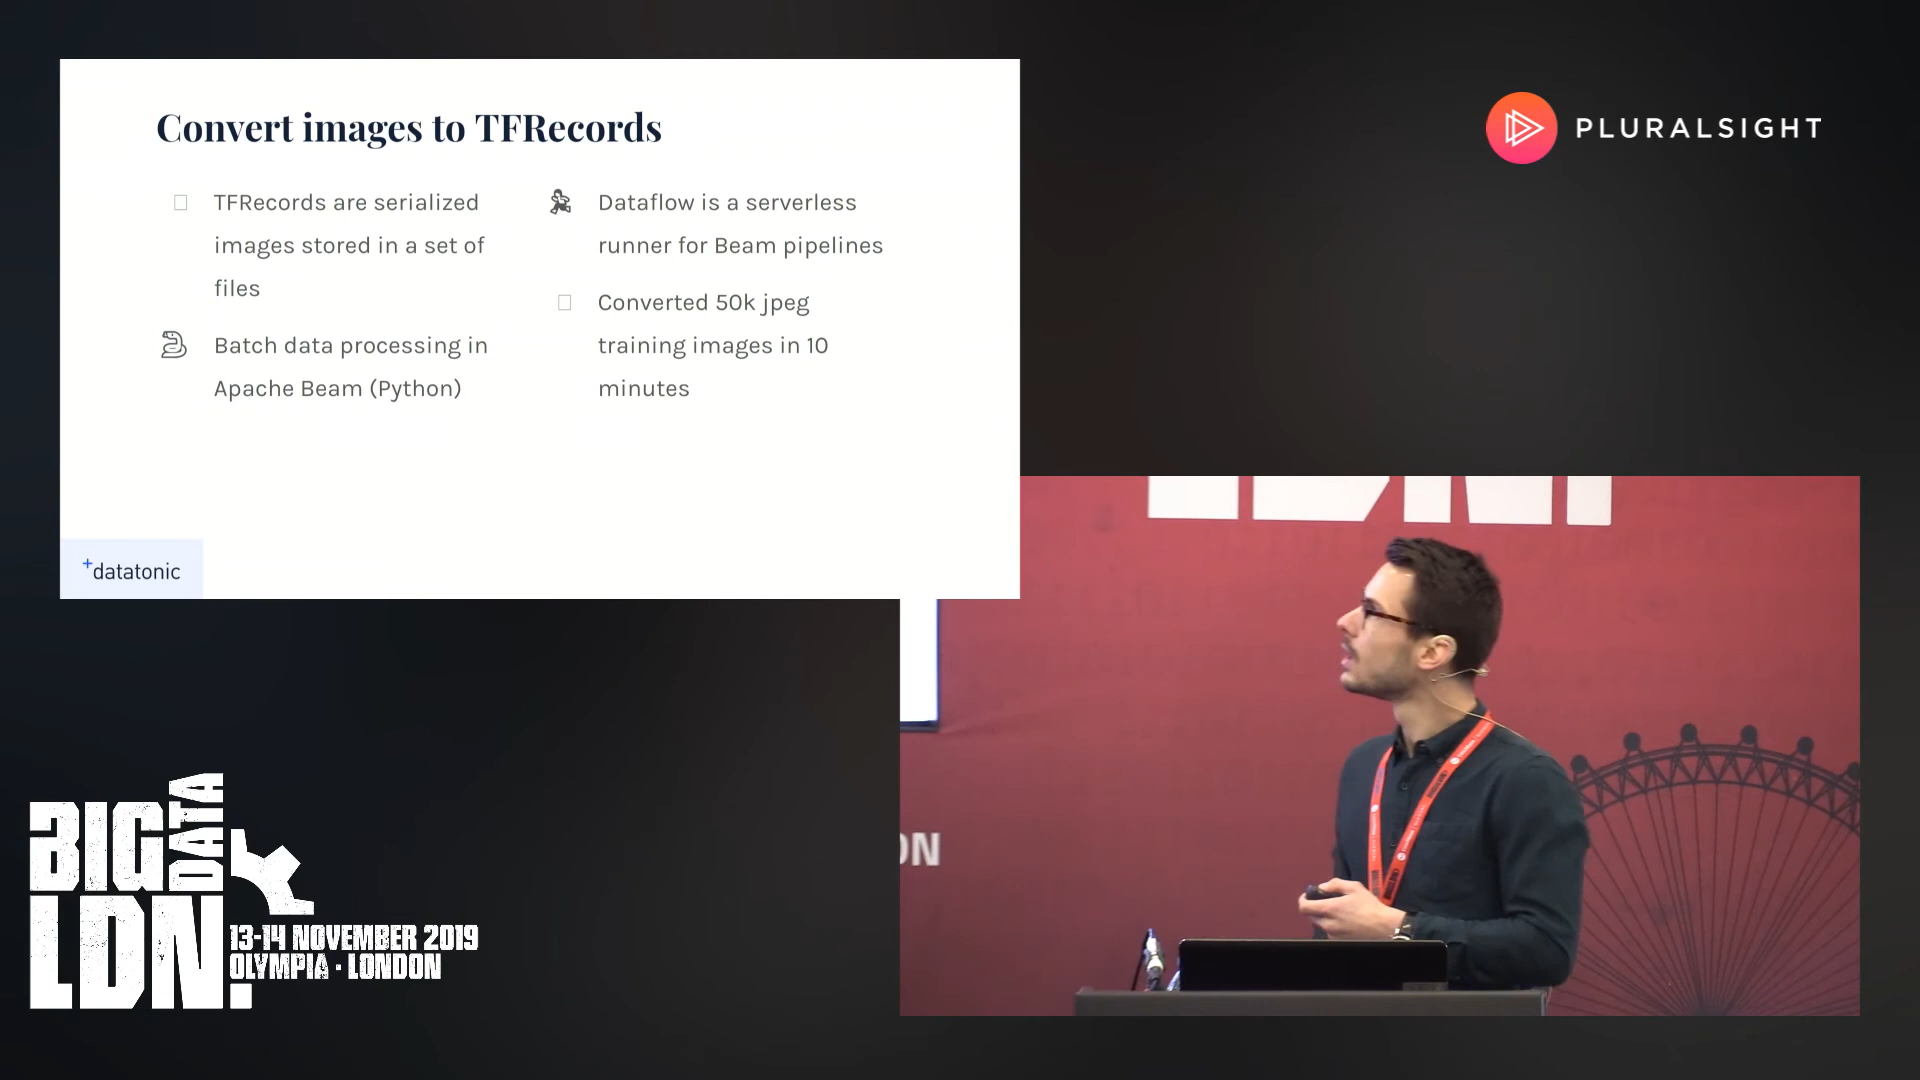 Convert images to TFRecords
TFRecords are serialized
images stored in a set of
files
Batch data processing in
Apache Beam (Python)
Dataflow is a serverless
runner for Beam pipelines
Converted 50k jpeg
training images in 10
minutes
+datatonic
PLURALSIGHT
BIG
DATA
LDN.
13-14 NOVEMBER 2019
OLYMPIA · LONDON
ON